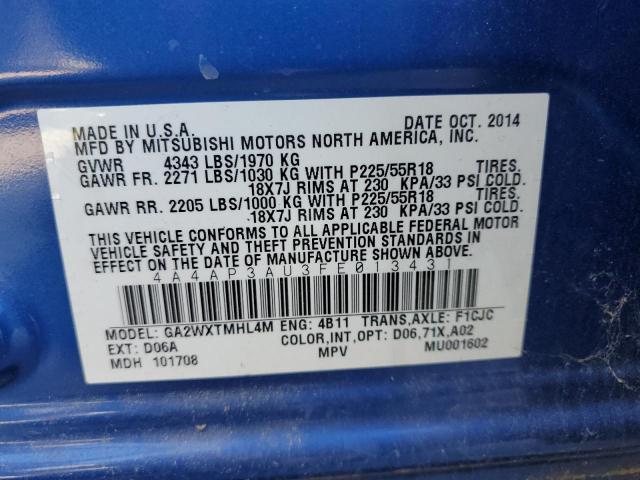 MADE IN U.S.A. DATE OCT. 2014
MFD BY MITSUBISHI MOTORS NORTH AMERICA, INC.
GVWR 4343 LBS/1970 KG
GAWR FR. 2271 LBS/1030 KG WITH P225/55R18 TIRES.
18X7J RIMS AT 230 KPA/33 PSI COLD.
GAWR RR. 2205 LBS/1000 KG WITH P225/55R18 TIRES.
18X7J RIMS AT 230 KPA/33 PSI COLD.
THIS VEHICLE CONFORMS TO ALL APPLICABLE FEDERAL MOTOR
VEHICLE SAFETY AND THEFT PREVENTION STANDARDS IN
EFFECT ON THE DATE OF MANUFACTURE SHOWN ABOVE.
4A4AP3AU3FE013431
MODEL: GA2WXTMHL4M ENG: 4B11 TRANS,AXLE: F1CJC
EXT: D06A COLOR,INT,OPT: D06,71X,A02
MDH 101708 MPV MU001602